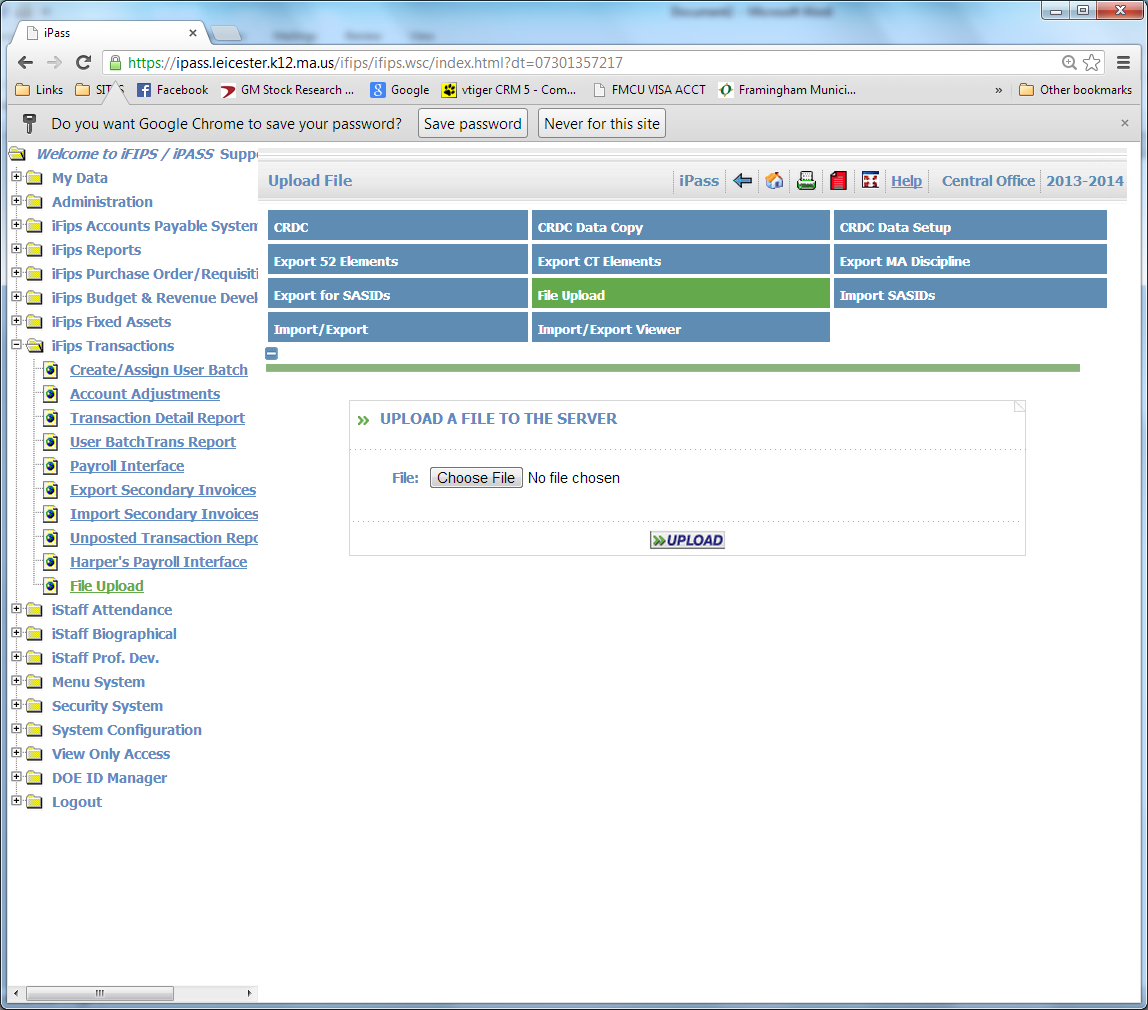 Document2 - Microsoft Word
Mailings Review View
iPass
https://ipass.leicester.k12.ma.us/ifips/ifips.wsc/index.html?dt=07301357217
Links SIT S Facebook GM Stock Research ... Google vtiger CRM 5 - Com... FMCU VISA ACCT Framingham Munici... » Other bookmarks
Do you want Google Chrome to save your password? Save password Never for this site
Welcome to iFIPS / iPASS Suppo
My Data
Administration
iFips Accounts Payable System
iFips Reports
iFips Purchase Order/Requisiti
iFips Budget & Revenue Devel
iFips Fixed Assets
iFips Transactions
Create/Assign User Batch
Account Adjustments
Transaction Detail Report
User BatchTrans Report
Payroll Interface
Export Secondary Invoices
Import Secondary Invoices
Unposted Transaction Repo
Harper's Payroll Interface
File Upload
iStaff Attendance
iStaff Biographical
iStaff Prof. Dev.
Menu System
Security System
System Configuration
View Only Access
DOE ID Manager
Logout
Upload File iPass Help Central Office 2013-2014
CRDC CRDC Data Copy CRDC Data Setup
Export 52 Elements Export CT Elements Export MA Discipline
Export for SASIDs File Upload Import SASIDs
Import/Export Import/Export Viewer
UPLOAD A FILE TO THE SERVER
File: Choose File No file chosen
UPLOAD